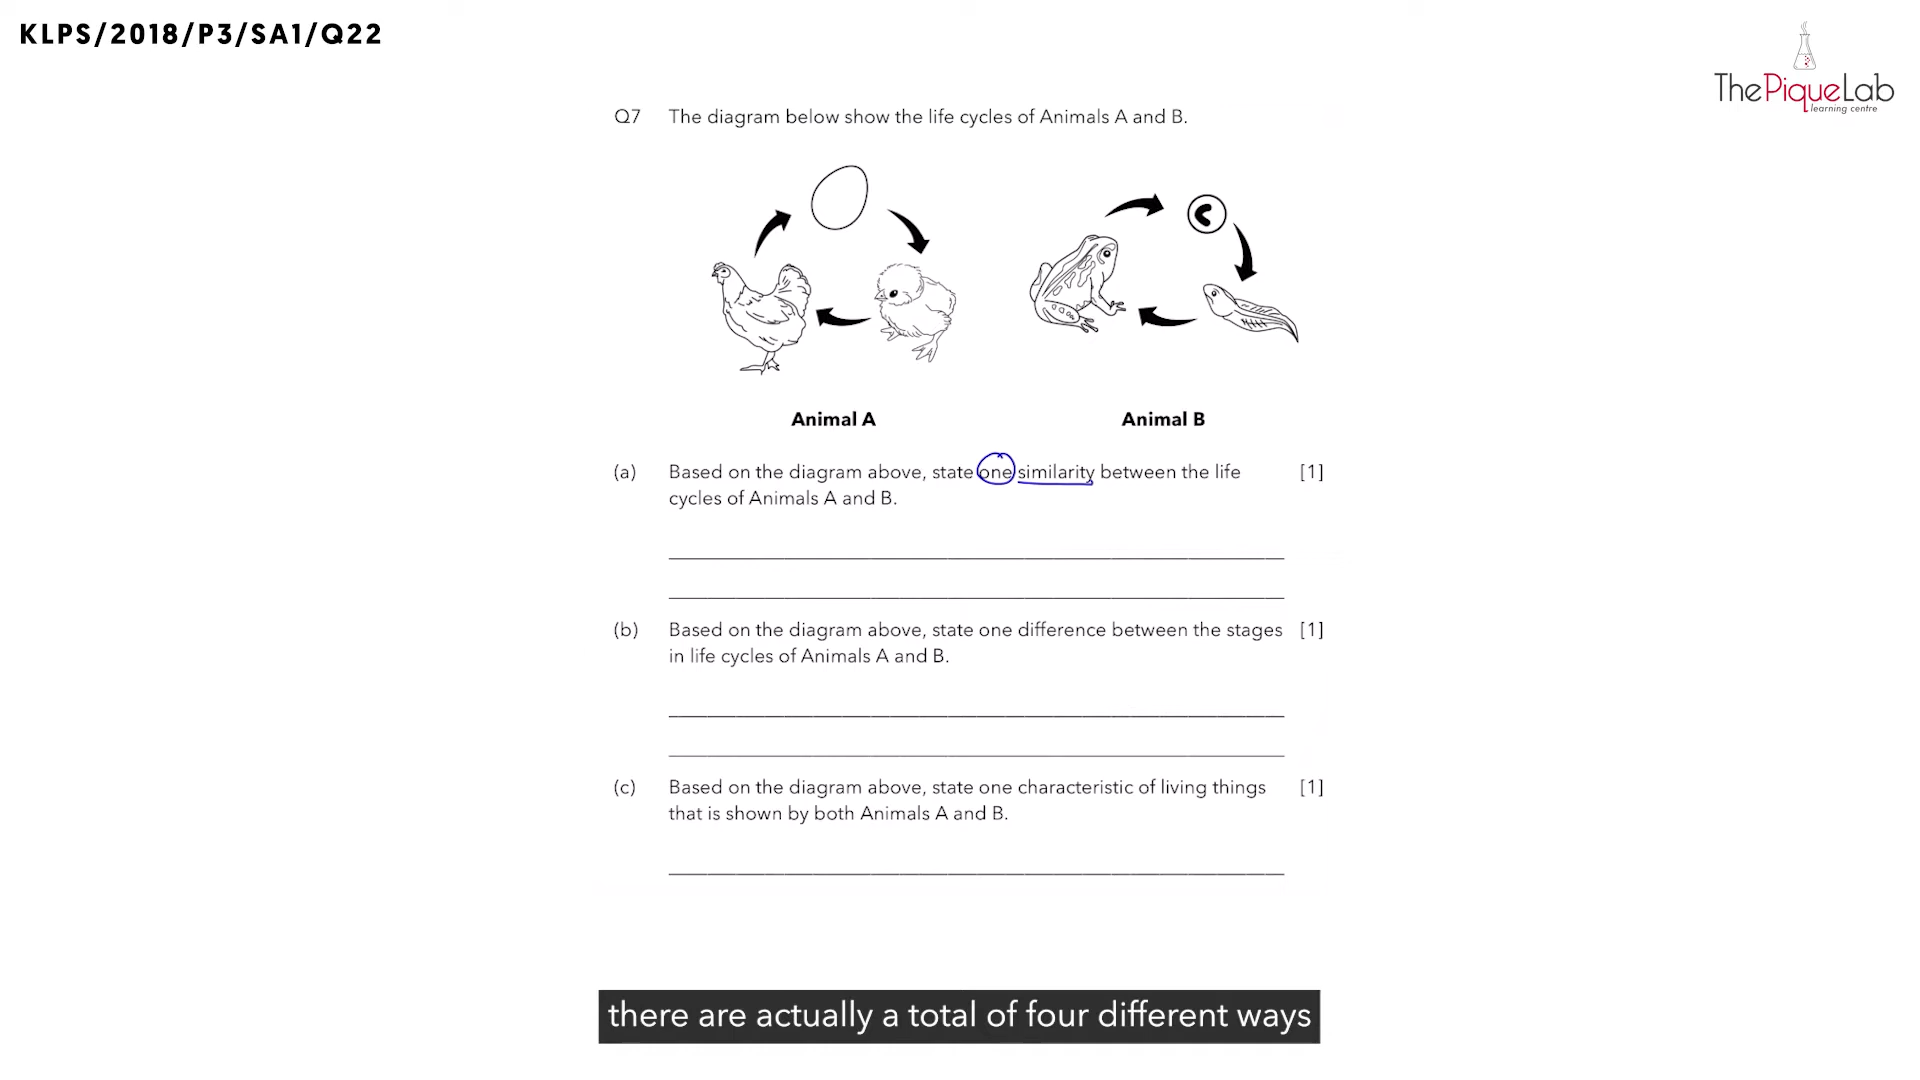 KLPS/2018/P3/SA1/Q22
ThePiqueLab
learning centre
Q7 The diagram below show the life cycles of Animals A and B.
Animal A Animal B
(a) Based on the diagram above, state one similarity between the life [1]
cycles of Animals A and B.
(b) Based on the diagram above, state one difference between the stages [1]
in life cycles of Animals A and B.
(c) Based on the diagram above, state one characteristic of living things [1]
that is shown by both Animals A and B.
there are actually a total of four different ways